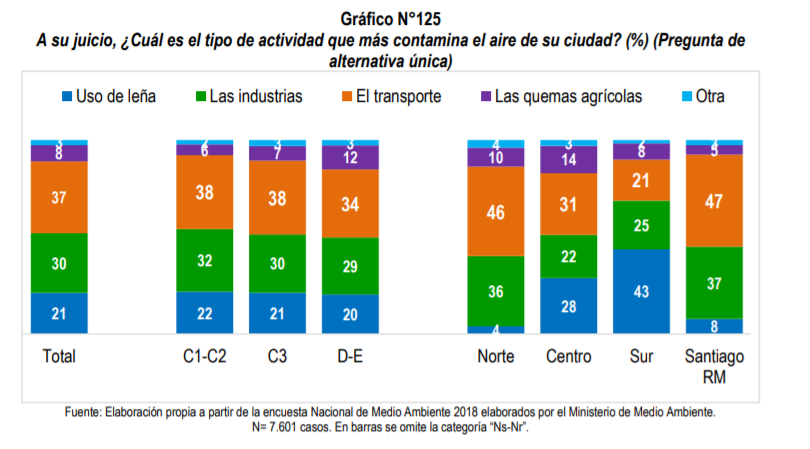 Gráfico N°125
A su juicio, ¿Cuál es el tipo de actividad que más contamina el aire de su ciudad? (%) (Pregunta de
alternativa única)
Uso de leña Las industrias El transporte Las quemas agrícolas Otra
3 2 3 3 4 3 2 3
8 6 7 12 10 14 8 5
37 38 38 34 46 31 21 47
30 32 30 29 36 22 25 37
21 22 21 20 4 28 43 8
Total C1-C2 C3 D-E Norte Centro Sur Santiago
RM
Fuente: Elaboración propia a partir de la encuesta Nacional de Medio Ambiente 2018 elaborados por el Ministerio de Medio Ambiente.
N= 7.601 casos. En barras se omite la categoría “Ns-Nr”.